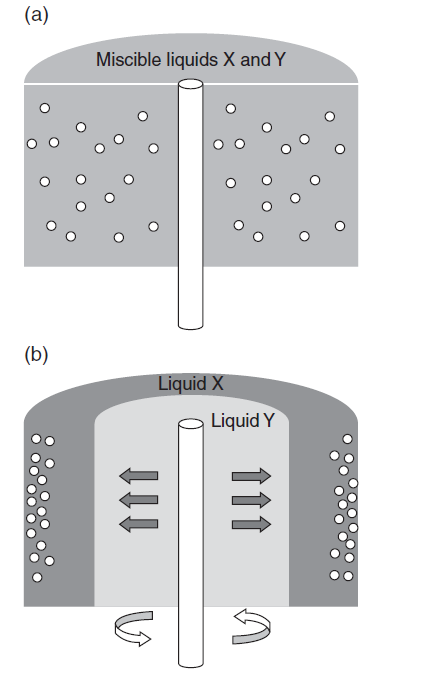 (a)
Miscible liquids X and Y
(b)
Liquid X
Liquid Y